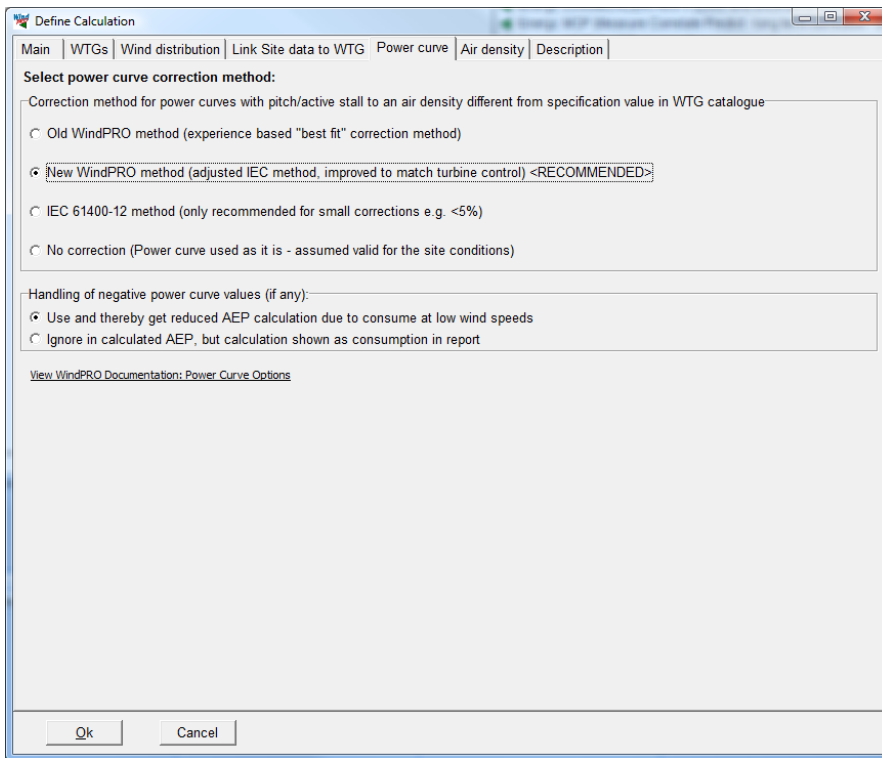 Define Calculation
Main WTGs Wind distribution Link Site data to WTG Power curve Air density Description
Select power curve correction method:
Correction method for power curves with pitch/active stall to an air density different from specification value in WTG catalogue
Old WindPRO method (experience based "best fit" correction method)
New WindPRO method (adjusted IEC method, improved to match turbine control) <RECOMMENDED>
IEC 61400-12 method (only recommended for small corrections e.g. <5%)
No correction (Power curve used as it is - assumed valid for the site conditions)
Handling of negative power curve values (if any):
Use and thereby get reduced AEP calculation due to consume at low wind speeds
Ignore in calculated AEP, but calculation shown as consumption in report
View WindPRO Documentation: Power Curve Options
Ok Cancel